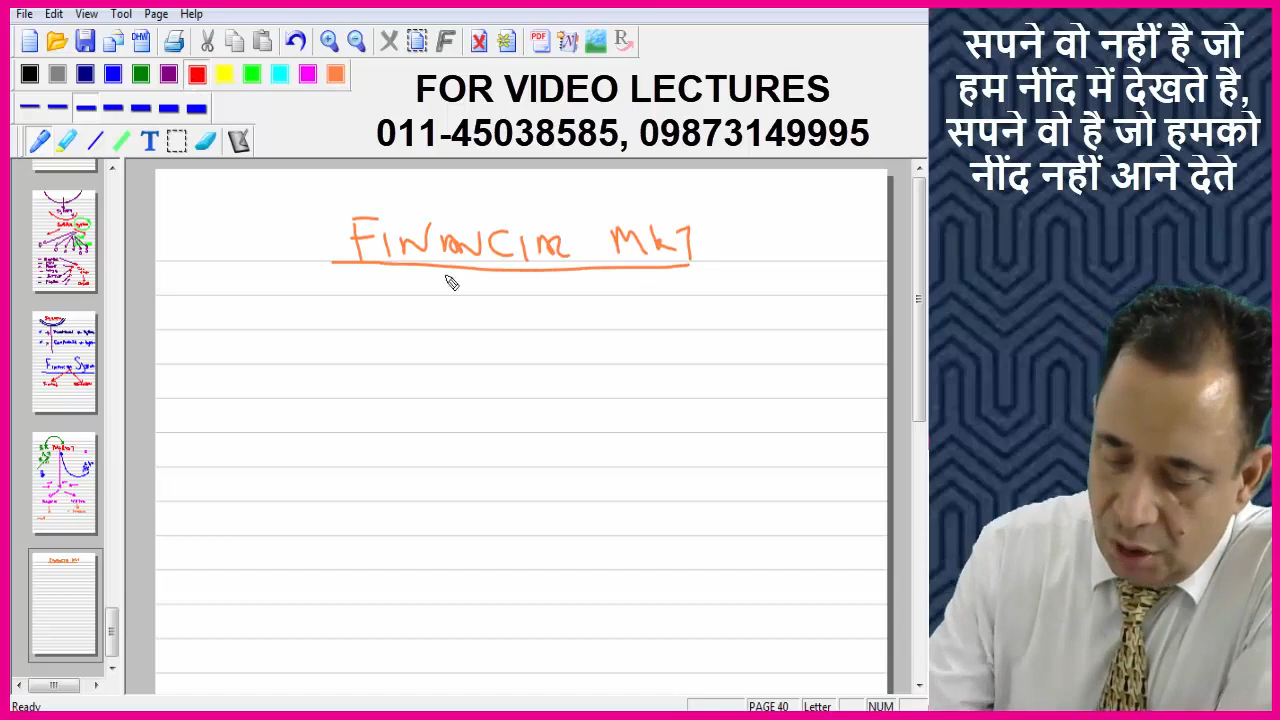 File Edit View Tool Page Help
FOR VIDEO LECTURES
011-45038585, 09873149995
सपने वो नहीं है जो
हम नींद में देखते है,
सपने वो है जो हमको
नींद नहीं आने देते
Financial Mkt
Ready PAGE 40 Letter NUM